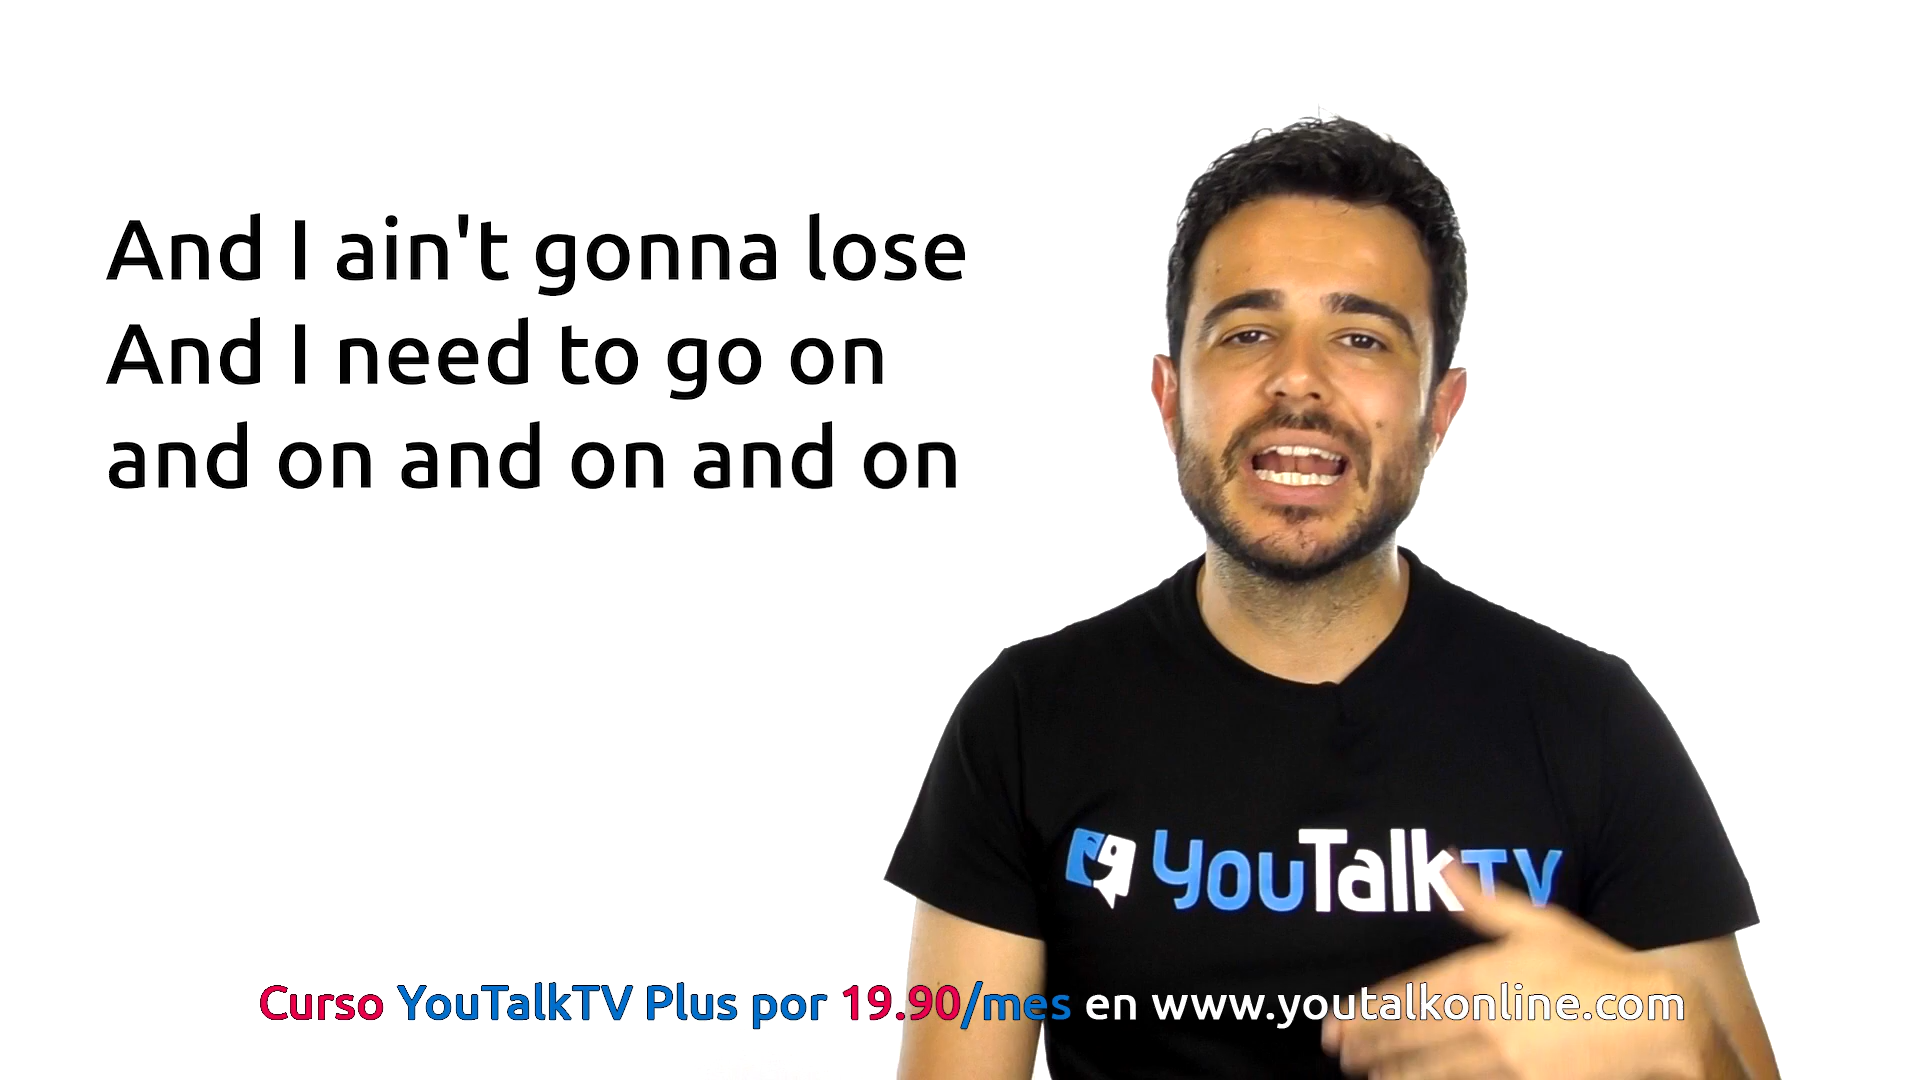 And I ain't gonna lose
And I need to go on
and on and on and on
YouTalkTV
Curso YouTalkTV Plus por 19.90/mes en www.youtalkonline.com